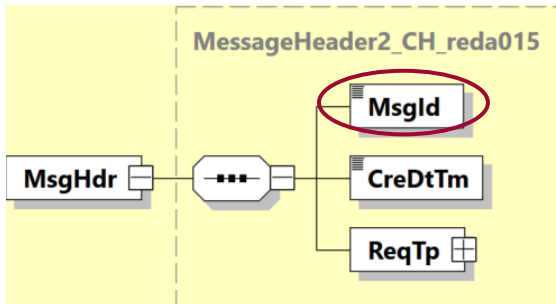 MessageHeader2_CH_reda015
MsgId
MsgHdr
CreDtTm
ReqTp